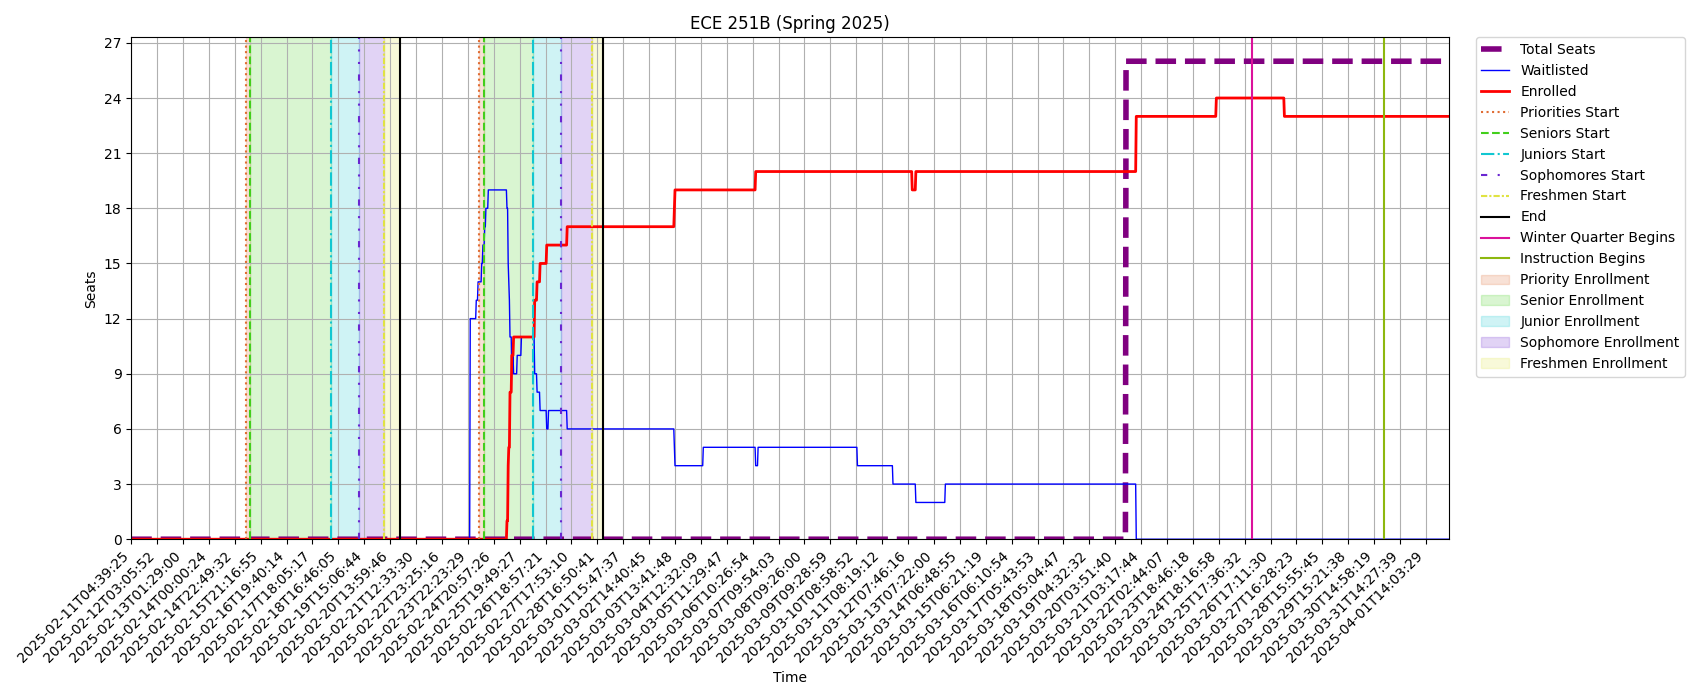 ECE 251B (Spring 2025)
Seats
27
24
21
18
15
12
9
6
3
0
2025-02-11T04:39:25
2025-02-12T03:05:52
2025-02-13T01:29:00
2025-02-14T00:00:24
2025-02-14T22:49:32
2025-02-15T21:16:55
2025-02-16T19:40:14
2025-02-17T18:05:17
2025-02-18T16:46:05
2025-02-19T15:06:44
2025-02-20T13:59:46
2025-02-21T12:33:30
2025-02-22T23:25:16
2025-02-23T22:23:29
2025-02-24T20:57:26
2025-02-25T19:49:27
2025-02-26T18:57:21
2025-02-27T17:53:10
2025-02-28T16:50:41
2025-03-01T15:47:37
2025-03-02T14:40:45
2025-03-03T13:41:48
2025-03-04T12:32:09
2025-03-05T11:29:47
2025-03-06T10:26:54
2025-03-07T09:54:03
2025-03-08T09:26:00
2025-03-09T09:28:59
2025-03-10T08:58:52
2025-03-11T08:19:12
2025-03-12T07:46:16
2025-03-13T07:22:00
2025-03-14T06:48:55
2025-03-15T06:21:19
2025-03-16T06:10:54
2025-03-17T05:43:53
2025-03-18T05:04:47
2025-03-19T04:32:32
2025-03-20T03:51:40
2025-03-21T03:17:44
2025-03-22T02:44:07
2025-03-23T18:46:18
2025-03-24T18:16:58
2025-03-25T17:36:32
2025-03-26T17:11:30
2025-03-27T16:28:23
2025-03-28T15:55:45
2025-03-29T15:21:38
2025-03-30T14:58:19
2025-03-31T14:27:39
2025-04-01T14:03:29
Time
Total Seats
Waitlisted
Enrolled
Priorities Start
Seniors Start
Juniors Start
Sophomores Start
Freshmen Start
End
Winter Quarter Begins
Instruction Begins
Priority Enrollment
Senior Enrollment
Junior Enrollment
Sophomore Enrollment
Freshmen Enrollment